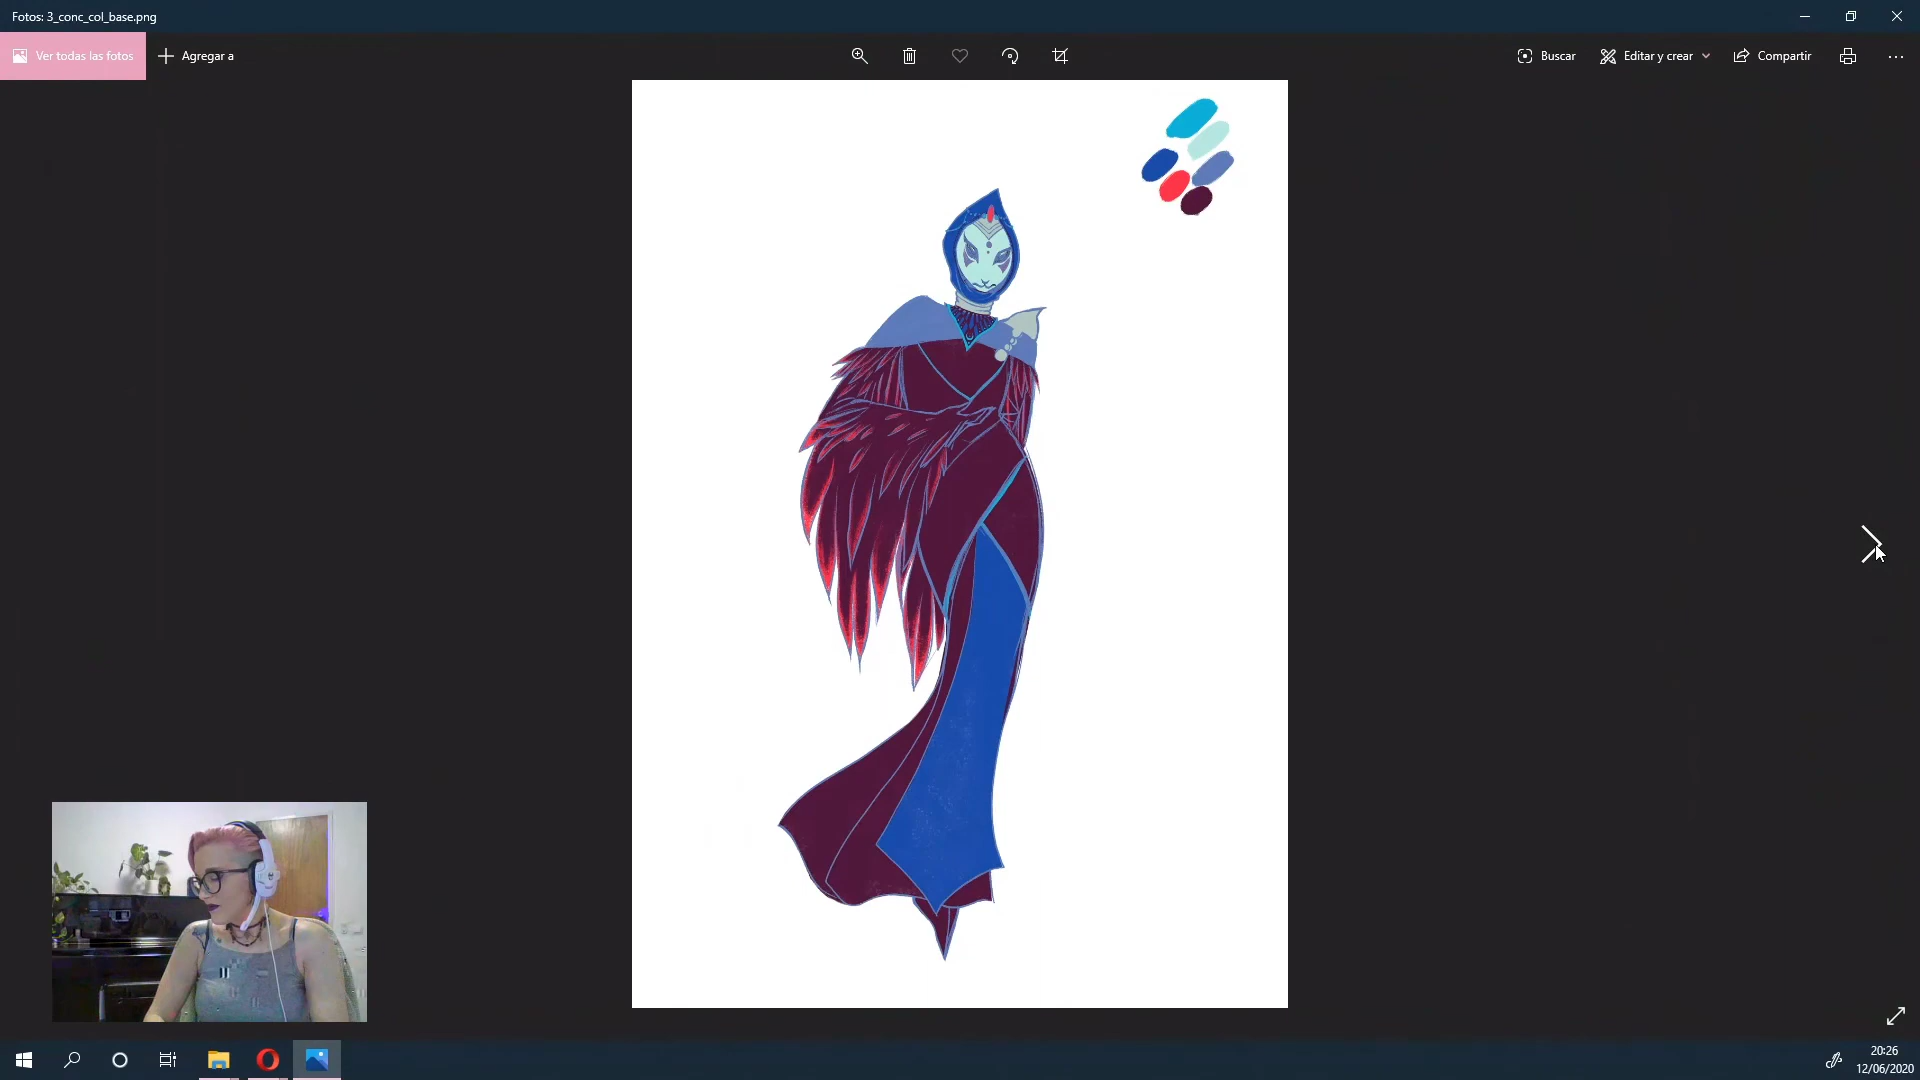 Fotos: 3_conc_col_base.png
Ver todas las fotos
Agregar a
Buscar
Editar y crear
Compartir
20:26
12/06/2020